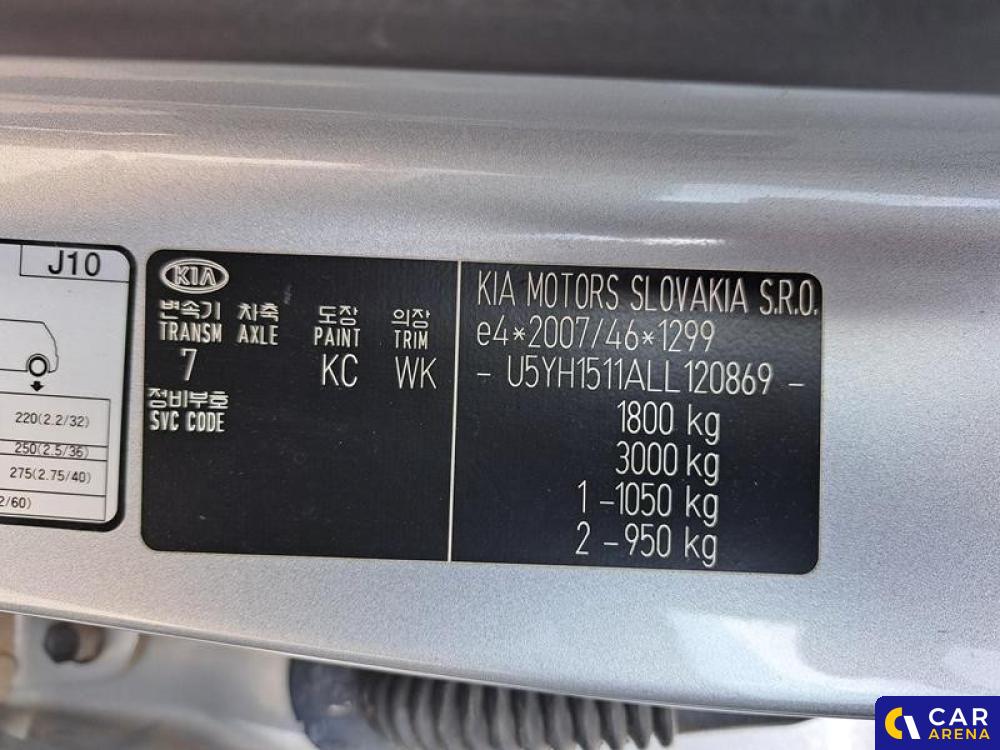 J10
220(2.2/32)
250(2.5/36)
275(2.75/40)
2/60)
KIA
변속기 차축 도장 의장
TRANSM AXLE PAINT TRIM
7 KC WK
정비부호
SVC CODE
KIA MOTORS SLOVAKIA S.R.O.
e4*2007/46*1299
- U5YH1511ALL120869 -
1800 kg
3000 kg
1 -1050 kg
2 -950 kg
CAR
ARENA